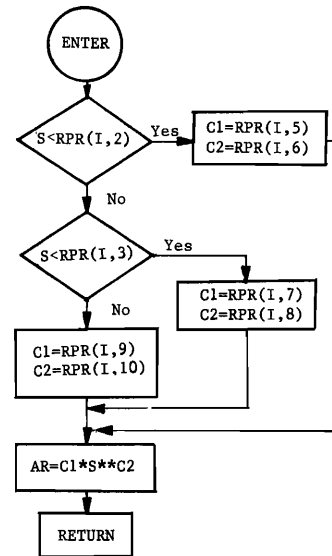 ENTER
S<RPR(I,2)
Yes
C1=RPR(I,5)
C2=RPR(I,6)
No
S<RPR(I,3)
Yes
C1=RPR(I,7)
C2=RPR(I,8)
No
C1=RPR(I,9)
C2=RPR(I,10)
AR=C1*S**C2
RETURN